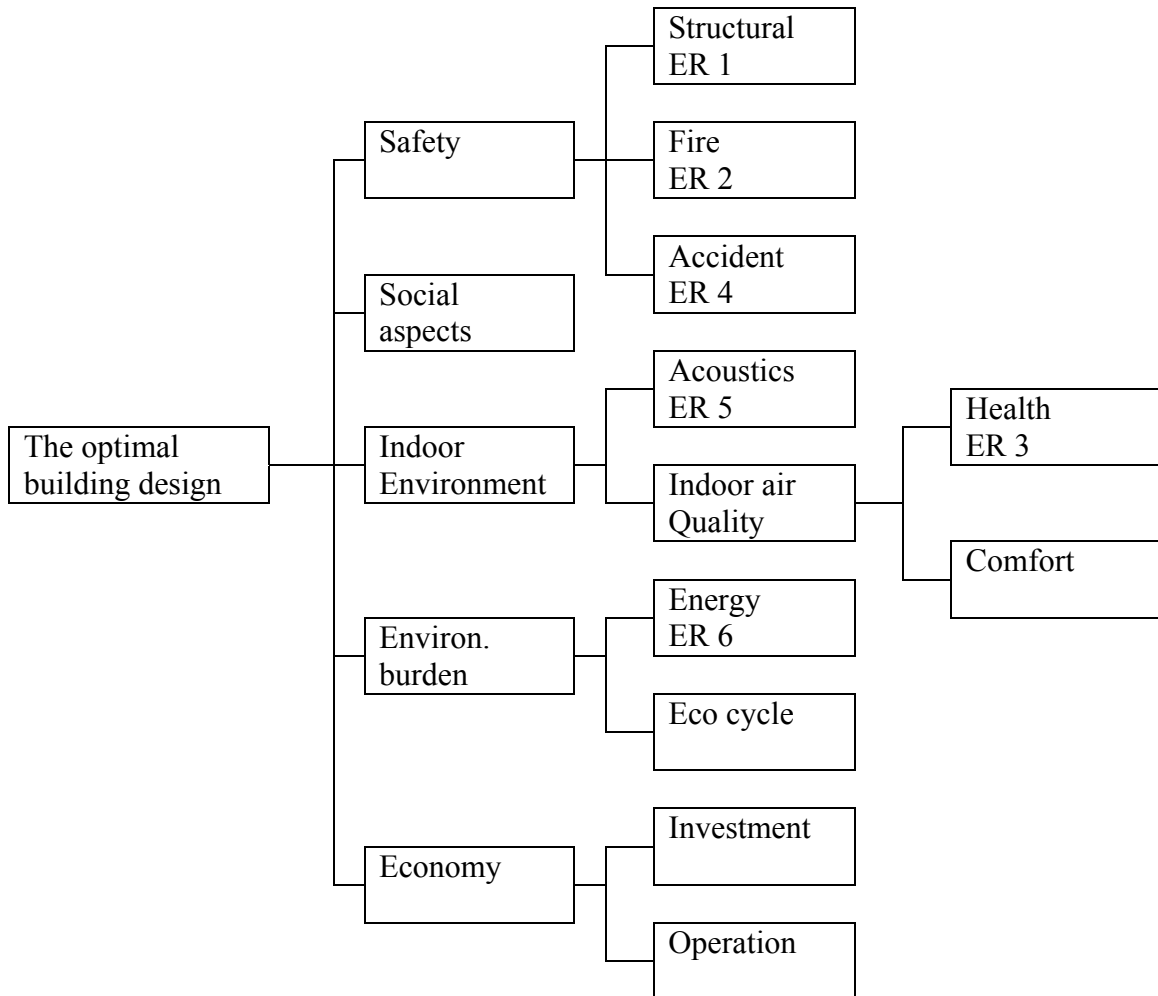 Structural
ER 1
Safety
Fire
ER 2
Accident
ER 4
Social
aspects
Acoustics
ER 5
Health
ER 3
The optimal
building design
Indoor
Environment
Indoor air
Quality
Comfort
Energy
ER 6
Environ.
burden
Eco cycle
Investment
Economy
Operation